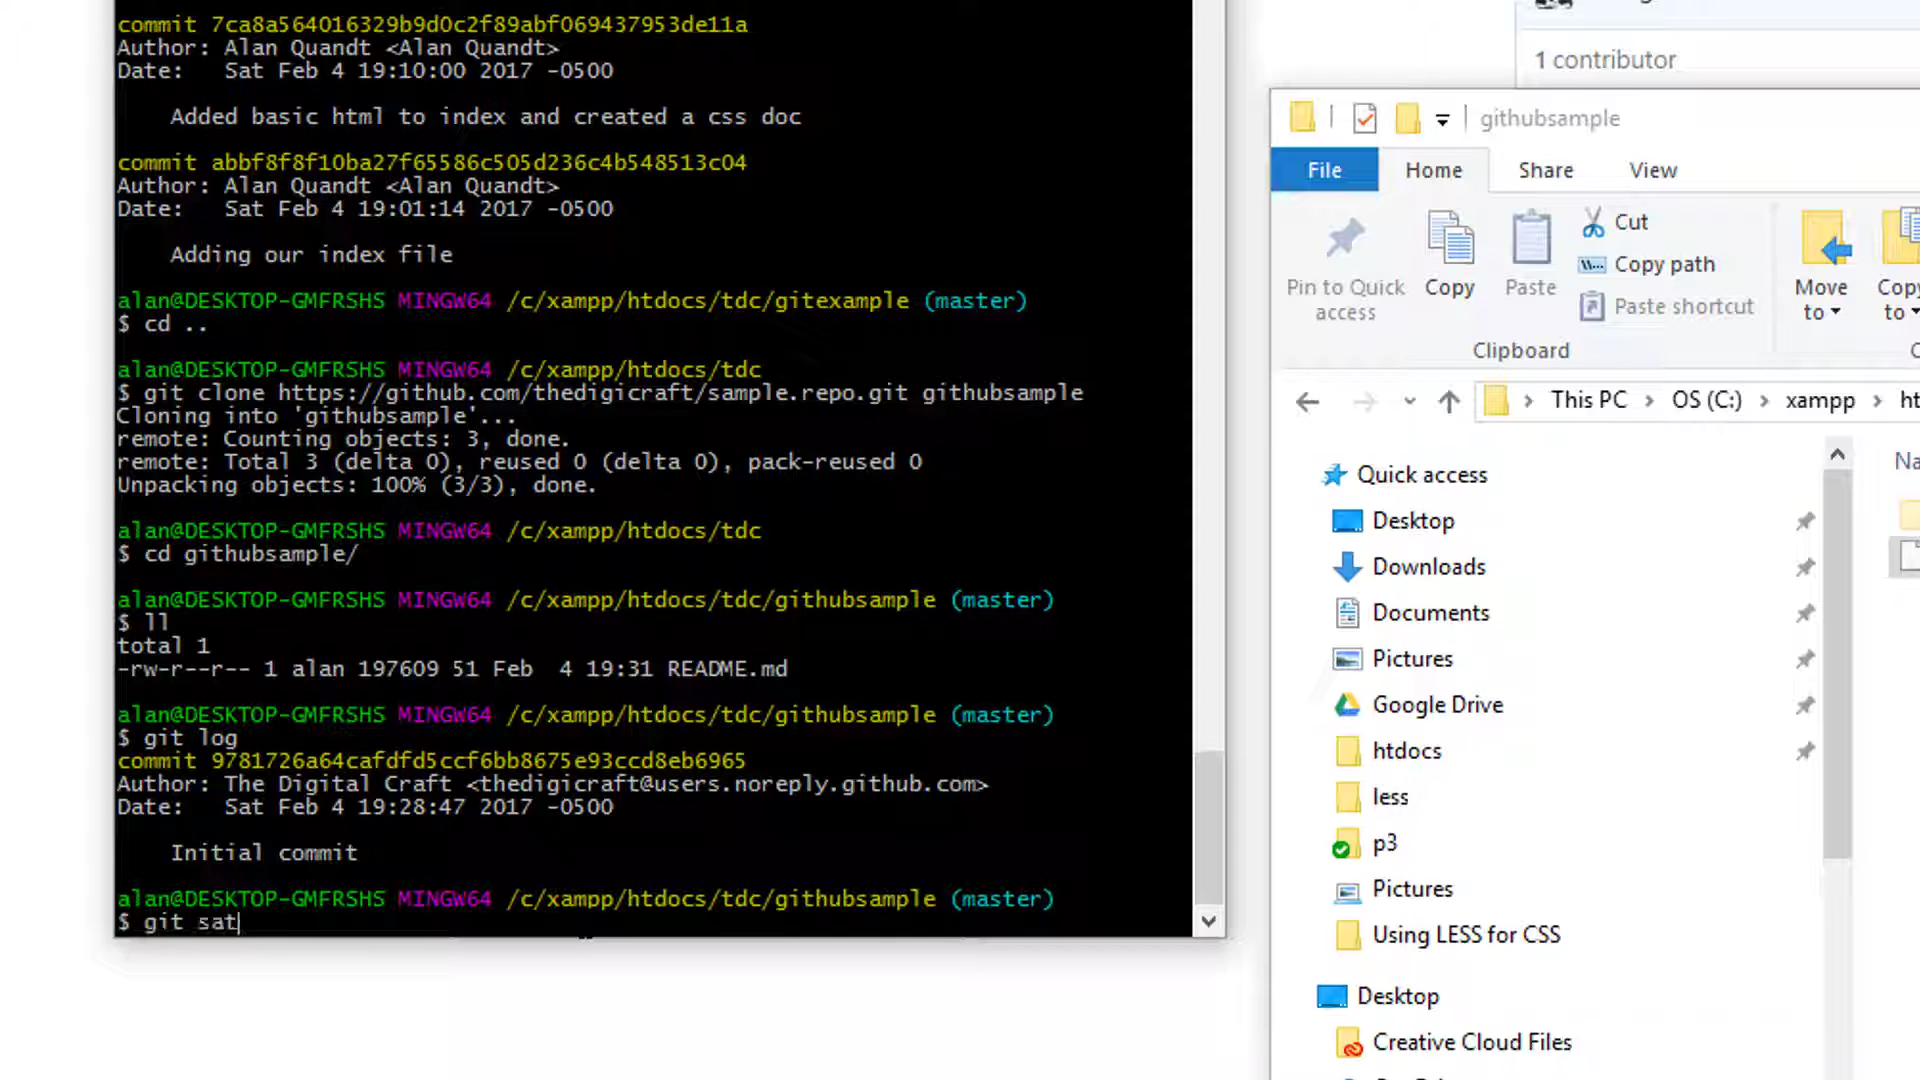 commit 7ca8a564016329b9d0c2f89abf069437953de11a
Author: Alan Quandt <Alan Quandt>
Date:   Sat Feb 4 19:10:00 2017 -0500
Added basic html to index and created a css doc
commit abbf8f8f10ba27f65586c505d236c4b548513c04
Author: Alan Quandt <Alan Quandt>
Date:   Sat Feb 4 19:01:14 2017 -0500
Adding our index file
alan@DESKTOP-GMFRSHS MINGW64 /c/xampp/htdocs/tdc/gitexample (master)
$ cd ..
alan@DESKTOP-GMFRSHS MINGW64 /c/xampp/htdocs/tdc
$ git clone https://github.com/thedigicraft/sample.repo.git githubsample
Cloning into 'githubsample'...
remote: Counting objects: 3, done.
remote: Total 3 (delta 0), reused 0 (delta 0), pack-reused 0
Unpacking objects: 100% (3/3), done.
alan@DESKTOP-GMFRSHS MINGW64 /c/xampp/htdocs/tdc
$ cd githubsample/
alan@DESKTOP-GMFRSHS MINGW64 /c/xampp/htdocs/tdc/githubsample (master)
$ ll
total 1
-rw-r--r-- 1 alan 197609 51 Feb  4 19:31 README.md
alan@DESKTOP-GMFRSHS MINGW64 /c/xampp/htdocs/tdc/githubsample (master)
$ git log
commit 9781726a64cafdfd5ccf6bb8675e93ccd8eb6965
Author: The Digital Craft <thedigicraft@users.noreply.github.com>
Date:   Sat Feb 4 19:28:47 2017 -0500
Initial commit
alan@DESKTOP-GMFRSHS MINGW64 /c/xampp/htdocs/tdc/githubsample (master)
$ git sat
1 contributor
githubsample
File Home Share View
Pin to Quick access
Copy
Paste
Cut
Copy path
Paste shortcut
Move to
Copy to
Clipboard
This PC > OS (C:) > xampp > ht
Na
Quick access
Desktop
Downloads
Documents
Pictures
Google Drive
htdocs
less
p3
Pictures
Using LESS for CSS
Desktop
Creative Cloud Files